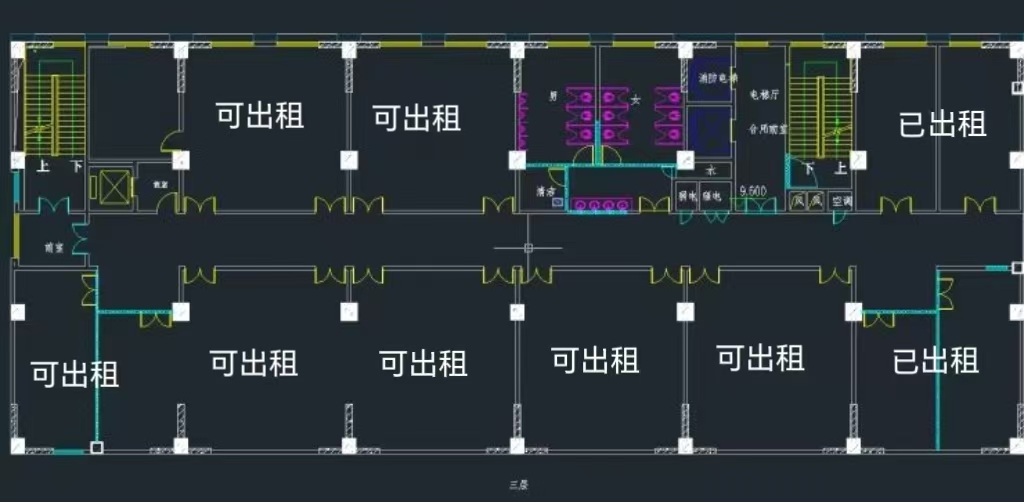 消防电梯
男
女
电梯厅
可出租
可出租
已出租
合用前室
上 下
下 上
水
清洁
弱电
强电
9.600
风
风
空调
前室
可出租
可出租
可出租
可出租
可出租
已出租
三层